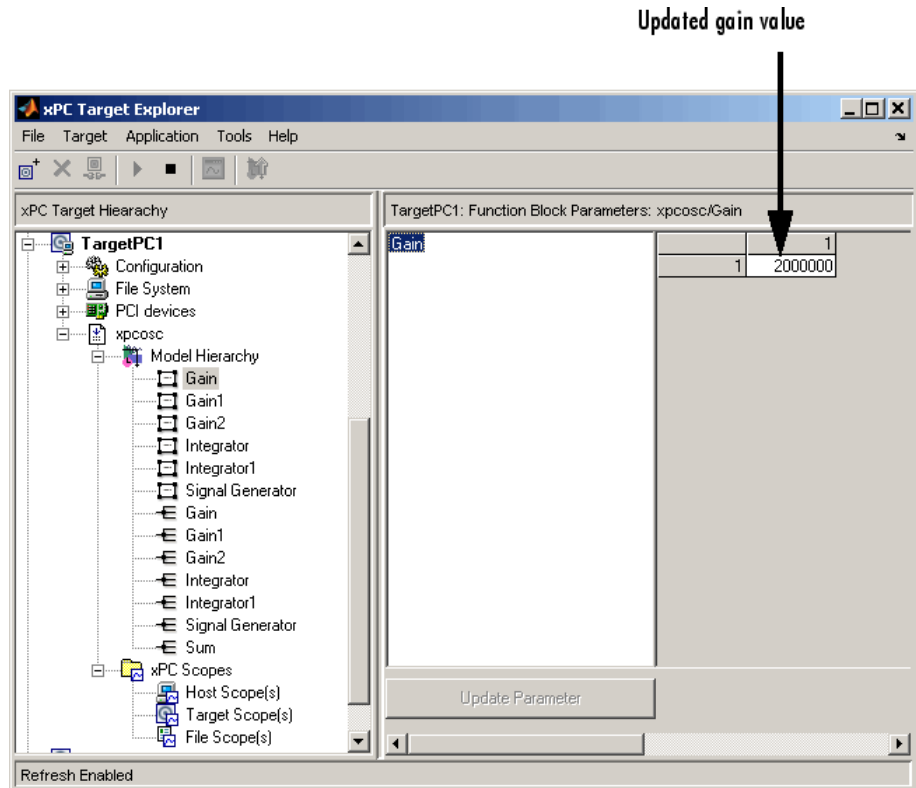 Updated gain value
xPC Target Explorer
File Target Application Tools Help
xPC Target Hiearachy
TargetPC1: Function Block Parameters: xpcosc/Gain
TargetPC1
Configuration
File System
PCI devices
xpcosc
Model Hierarchy
Gain
Gain1
Gain2
Integrator
Integrator1
Signal Generator
Gain
Gain1
Gain2
Integrator
Integrator1
Signal Generator
Sum
xPC Scopes
Host Scope(s)
Target Scope(s)
File Scope(s)
Gain
1
1 2000000
Update Parameter
Refresh Enabled